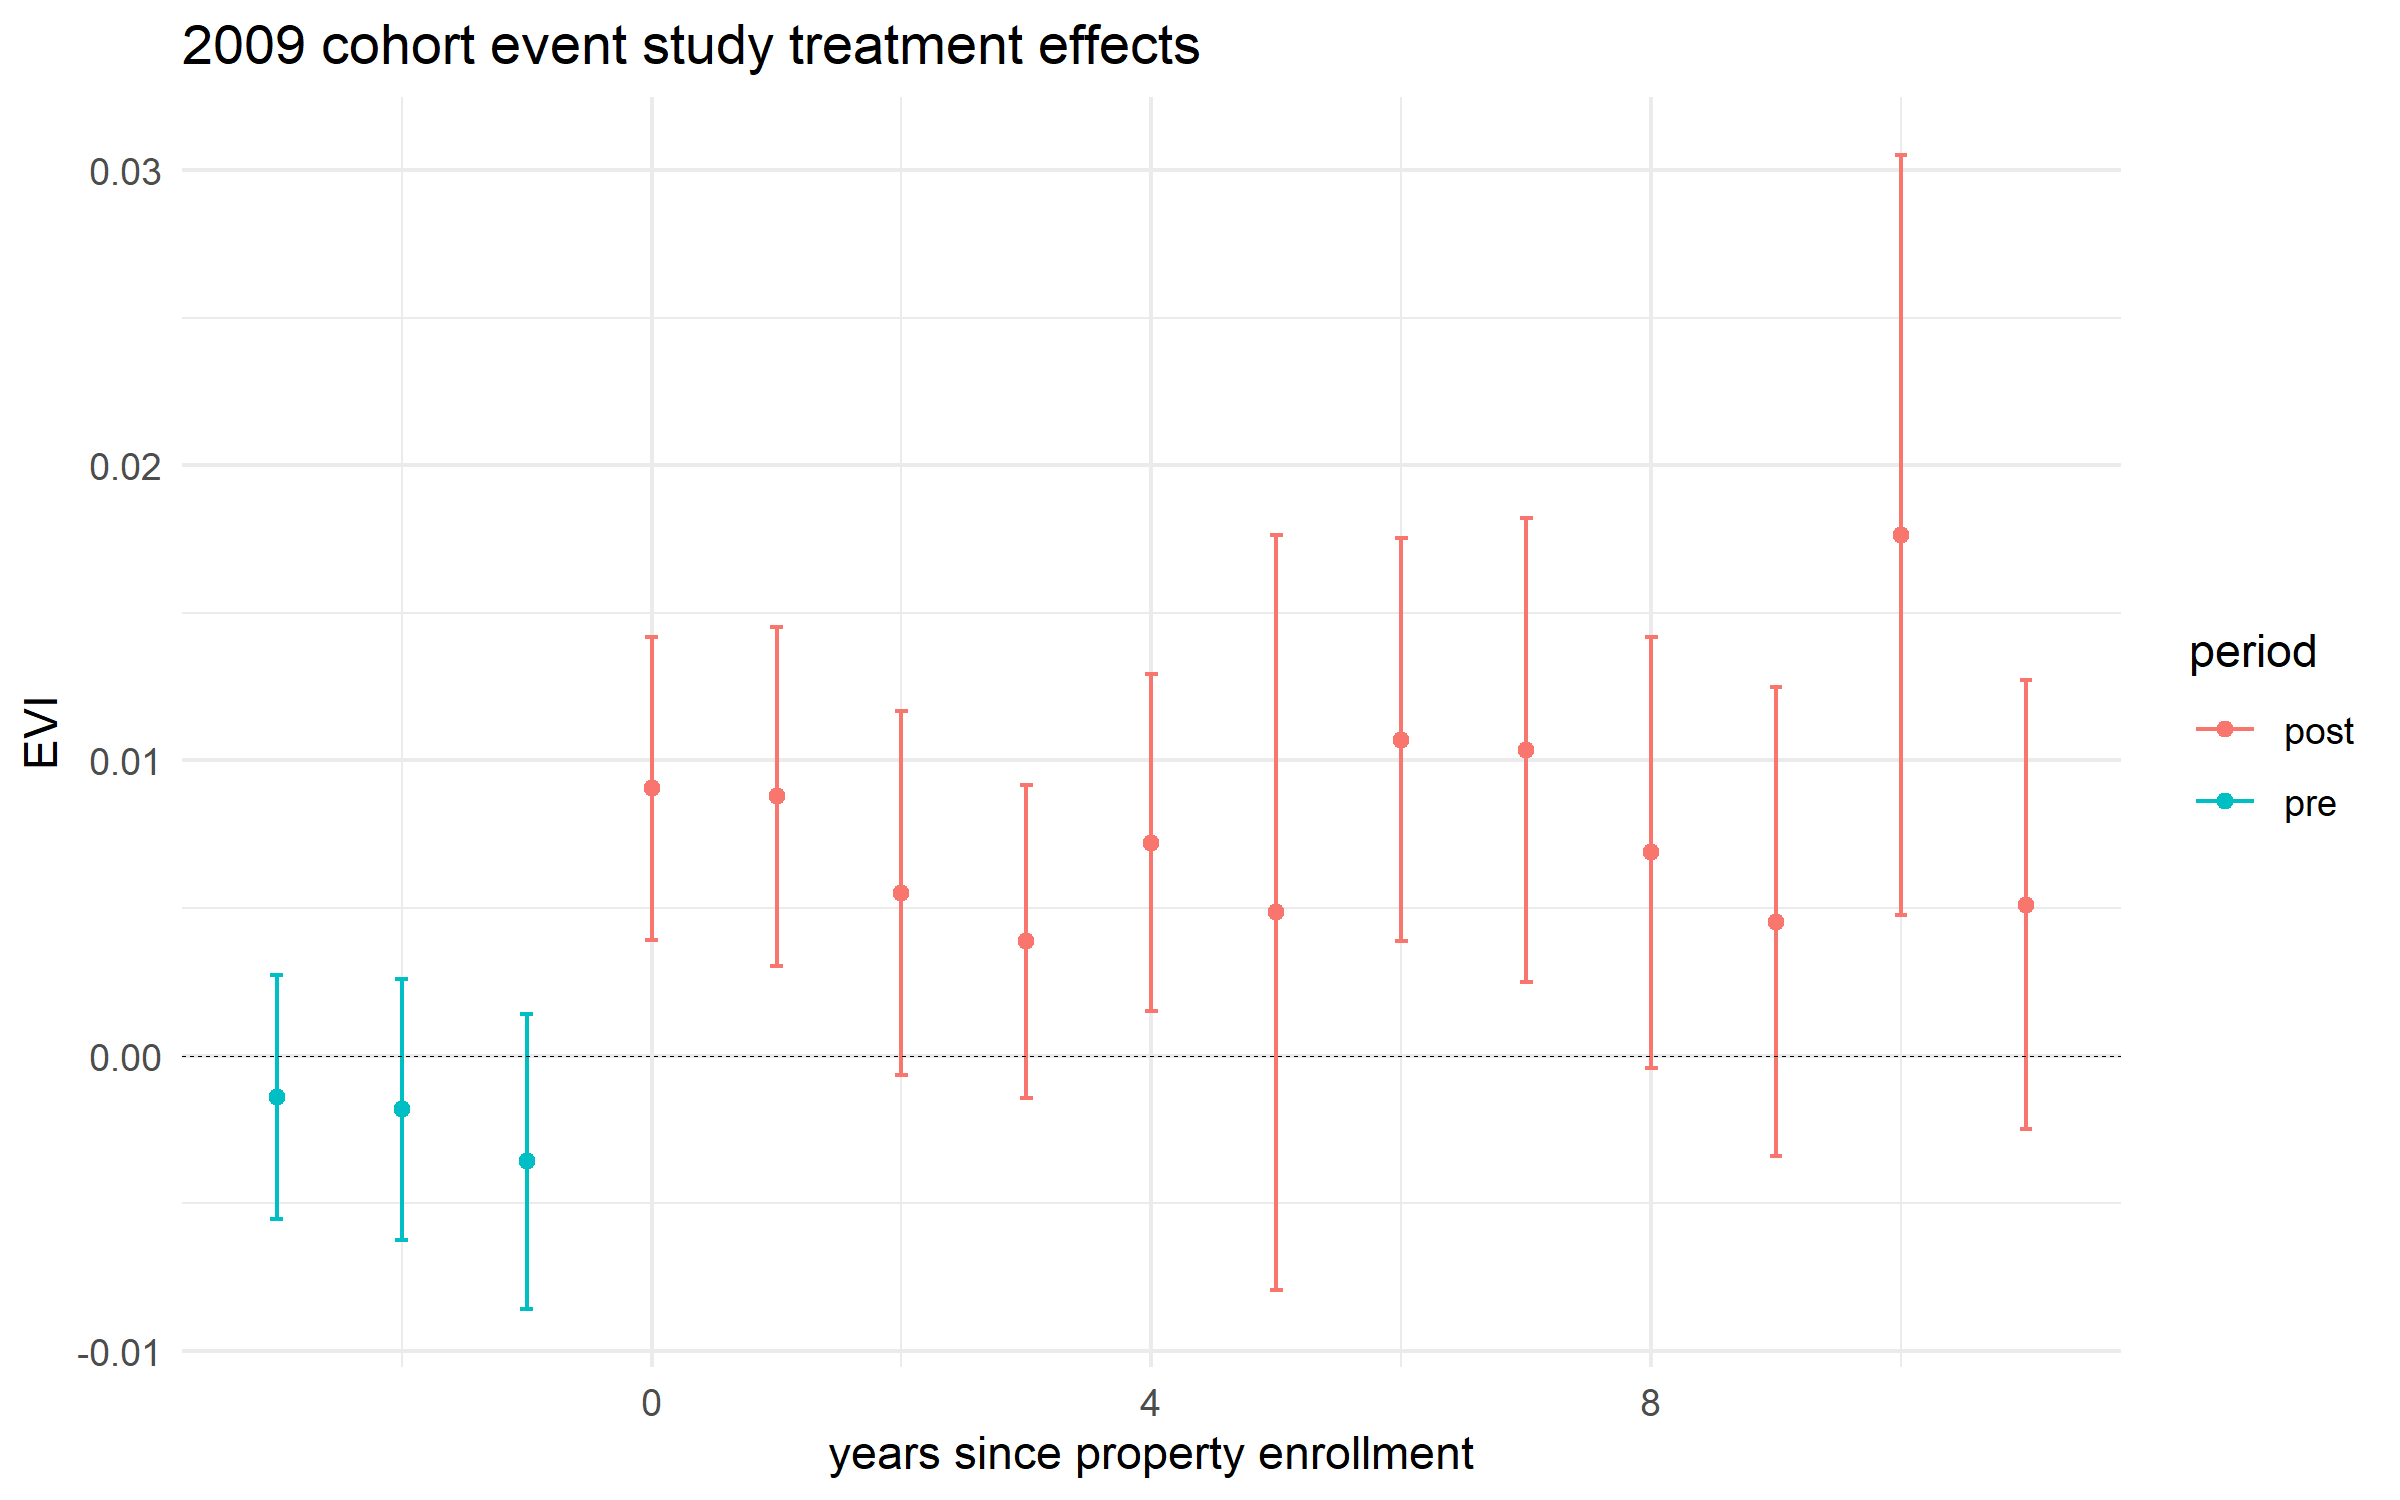 2009 cohort event study treatment effects
0.03
0.02
0.01
0.00
-0.01
EVI
0
4
8
years since property enrollment
period
post
pre